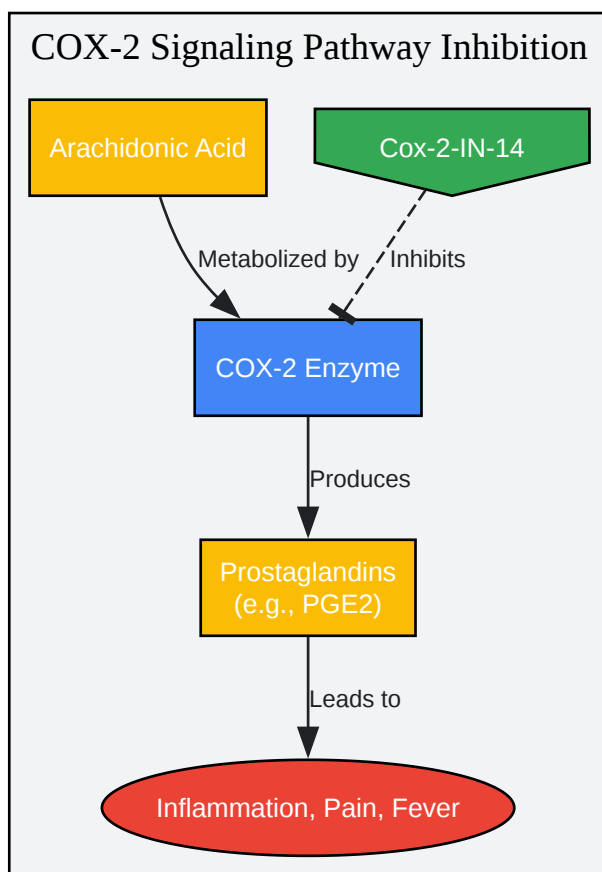 COX-2 Signaling Pathway Inhibition
Arachidonic Acid
Cox-2-IN-14
Metabolized by
Inhibits
COX-2 Enzyme
Produces
Prostaglandins
(e.g., PGE2)
Leads to
Inflammation, Pain, Fever